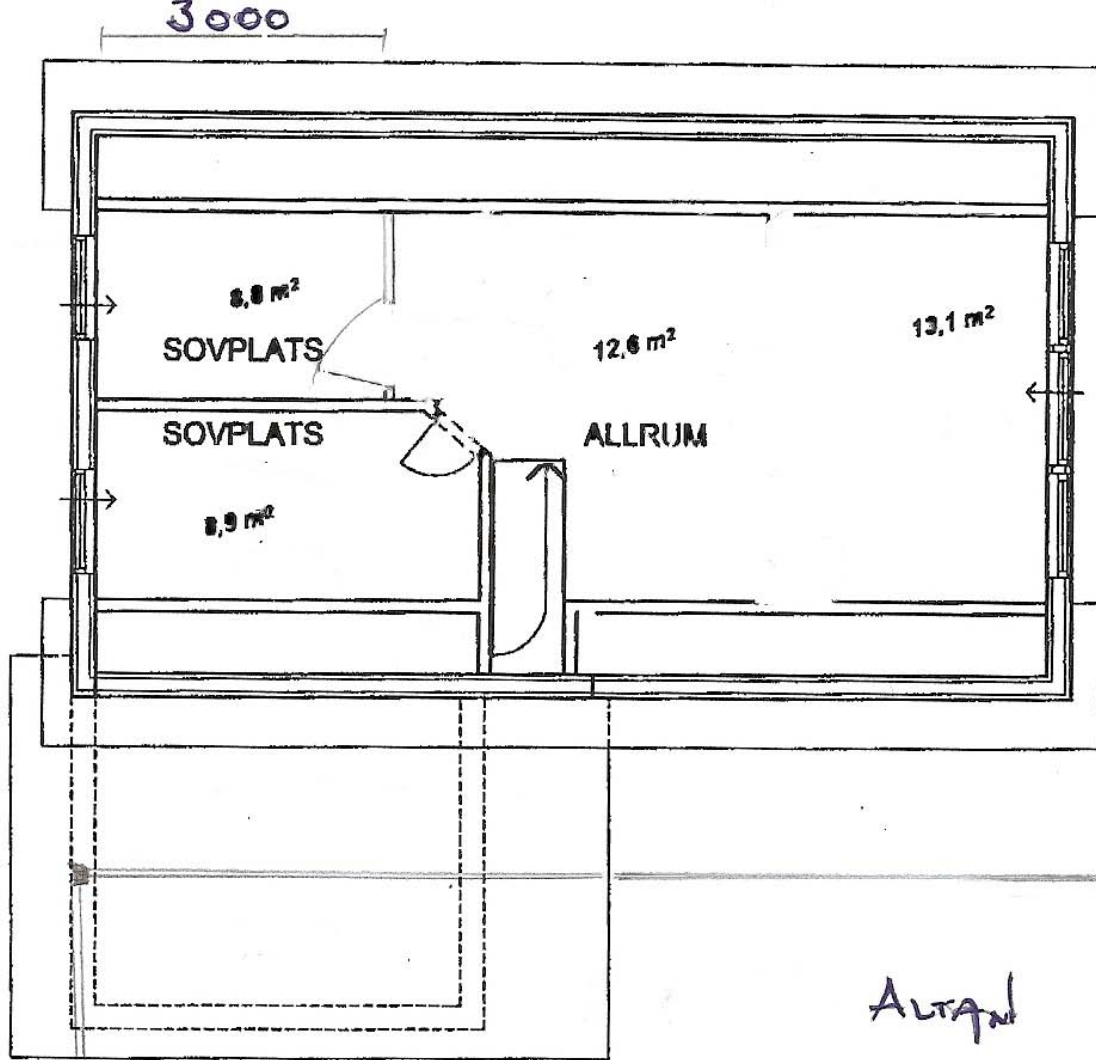 3000
8,8 m²
13,1 m²
12,6 m²
SOVPLATS
SOVPLATS
ALLRUM
8,9 m²
ALTAN